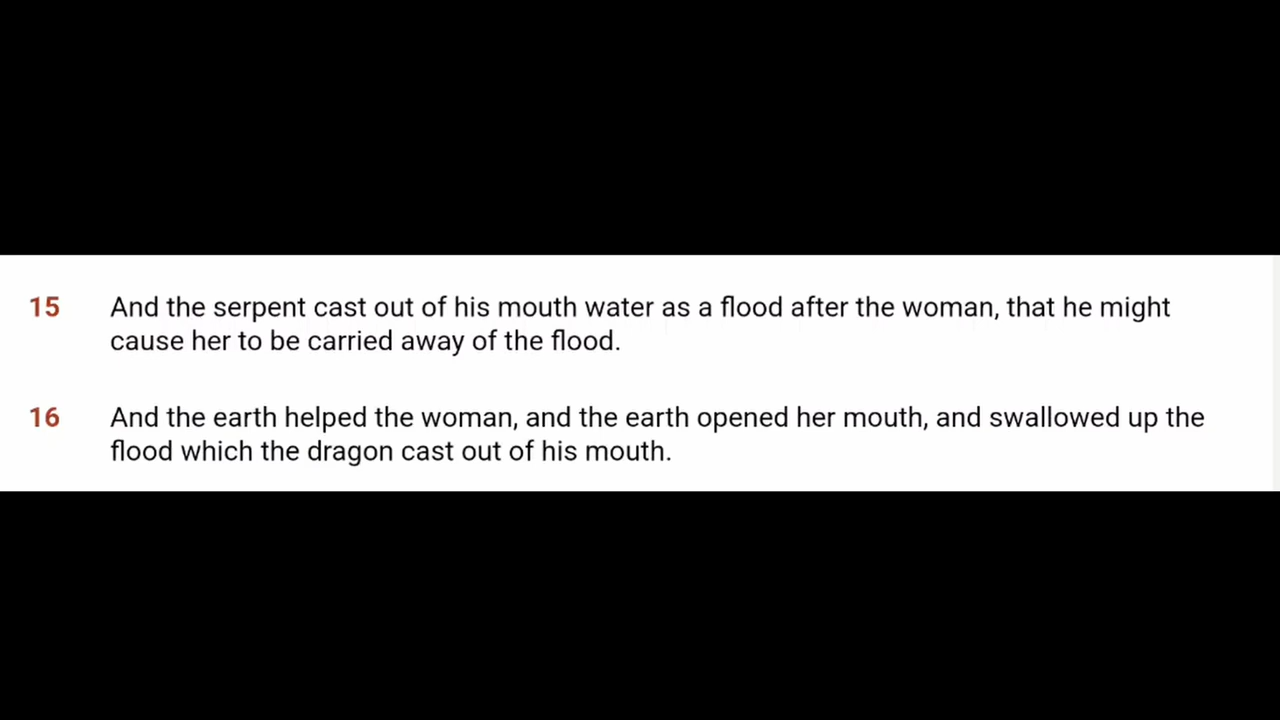 15 And the serpent cast out of his mouth water as a flood after the woman, that he might
cause her to be carried away of the flood.
16 And the earth helped the woman, and the earth opened her mouth, and swallowed up the
flood which the dragon cast out of his mouth.